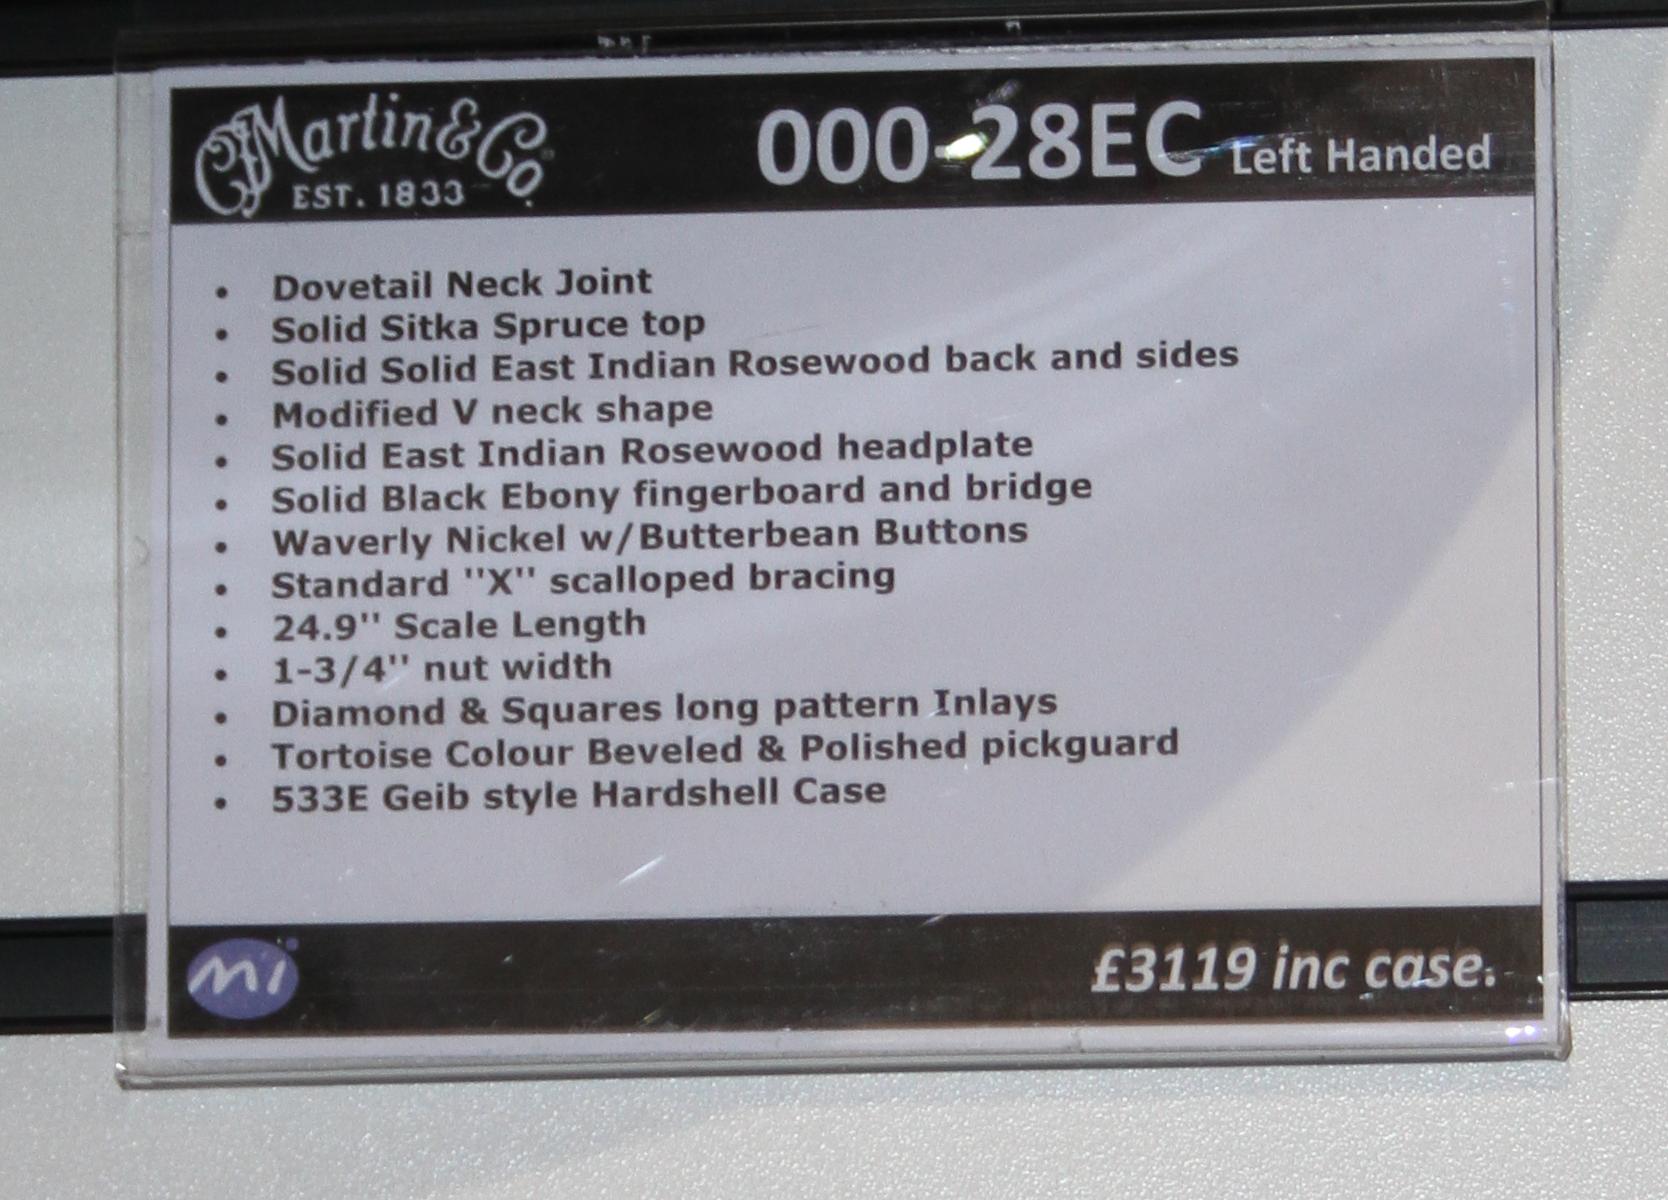 CF Martin & Co.
EST. 1833
000-28EC Left Handed
• Dovetail Neck Joint
• Solid Sitka Spruce top
• Solid Solid East Indian Rosewood back and sides
• Modified V neck shape
• Solid East Indian Rosewood headplate
• Solid Black Ebony fingerboard and bridge
• Waverly Nickel w/Butterbean Buttons
• Standard "X" scalloped bracing
• 24.9" Scale Length
• 1-3/4" nut width
• Diamond & Squares long pattern Inlays
• Tortoise Colour Beveled & Polished pickguard
• 533E Geib style Hardshell Case
mi
£3119 inc case.